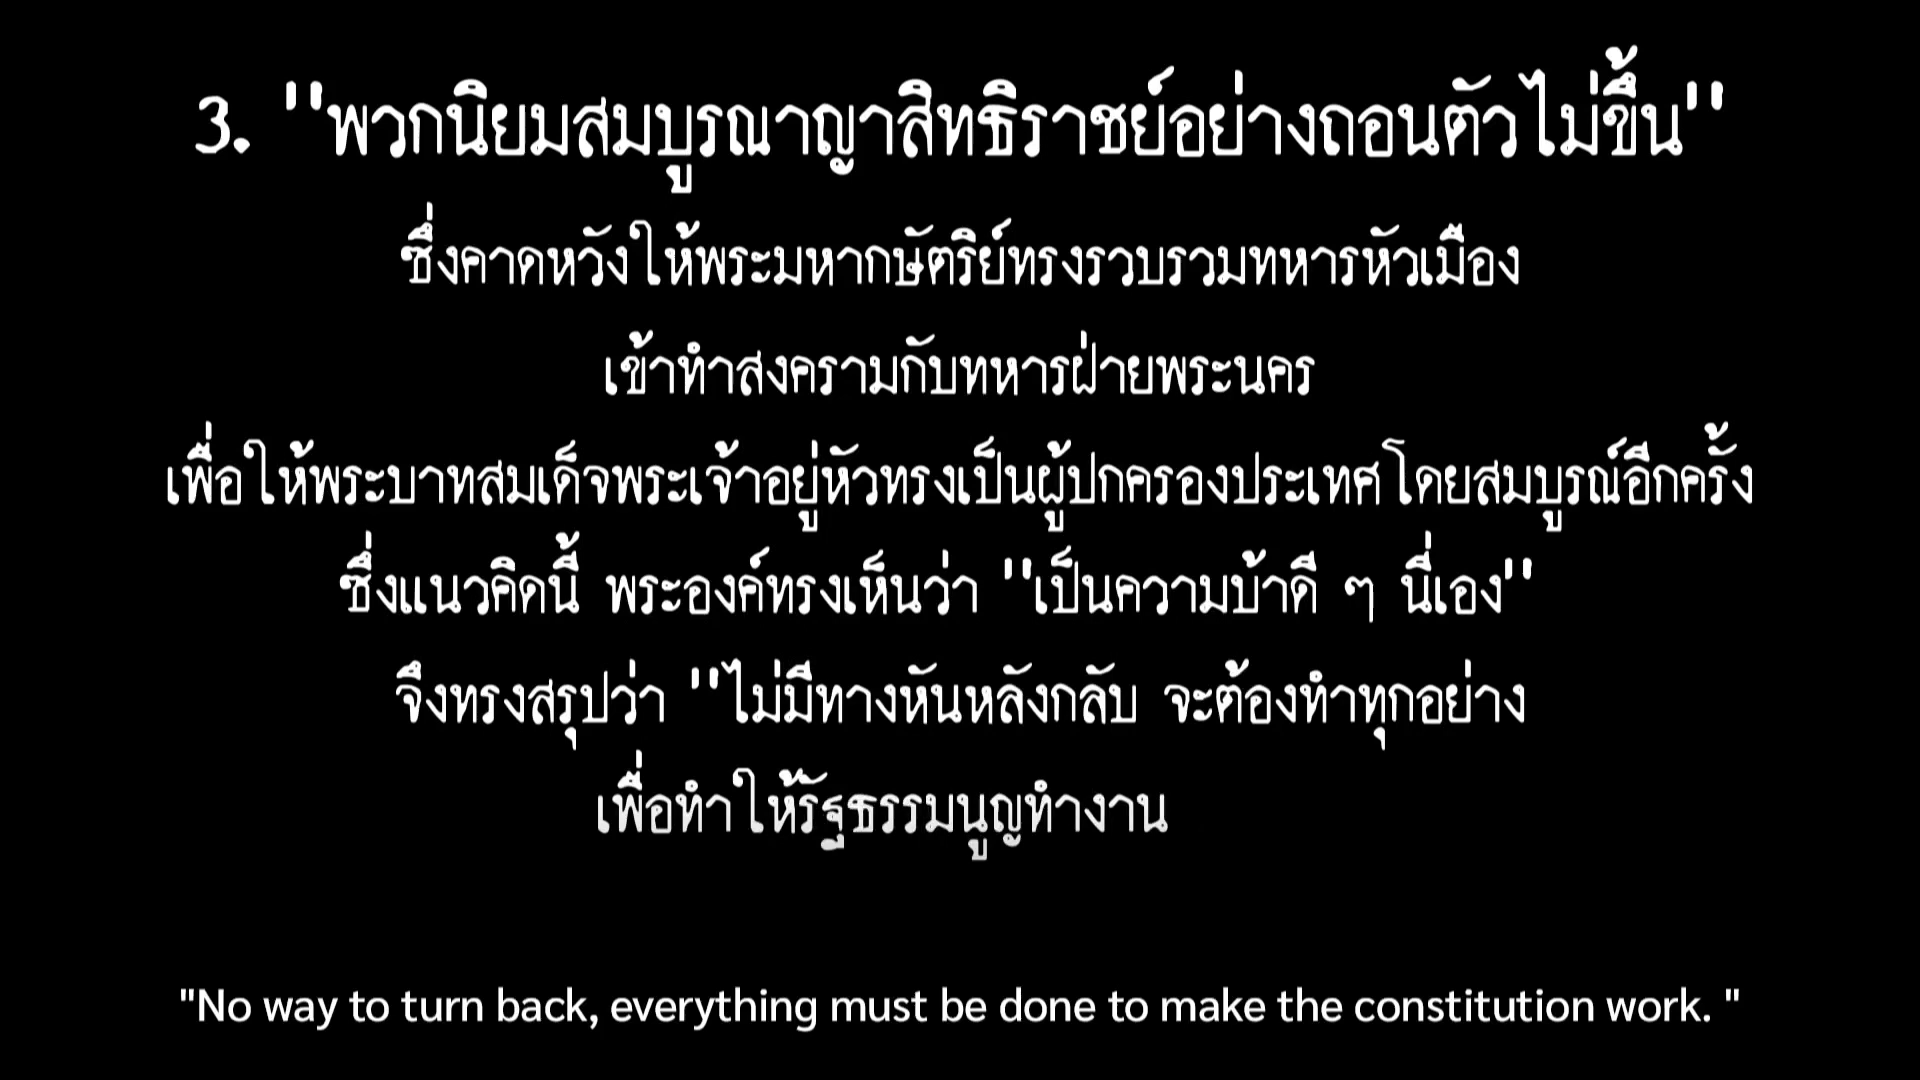 3. "พวกนิยมสมบูรณาญาสิทธิราชย์อย่างถอนตัวไม่ขึ้น"
ซึ่งคาดหวังให้พระมหากษัตริย์ทรงรวบรวมทหารหัวเมือง
เข้าทำสงครามกับทหารฝ่ายพระนคร
เพื่อให้พระบาทสมเด็จพระเจ้าอยู่หัวทรงเป็นผู้ปกครองประเทศโดยสมบูรณ์อีกครั้ง
ซึ่งแนวคิดนี้ พระองค์ทรงเห็นว่า "เป็นความบ้าดี ๆ นี่เอง"
จึงทรงสรุปว่า "ไม่มีทางหันหลังกลับ จะต้องทำทุกอย่าง
เพื่อทำให้รัฐธรรมนูญทำงาน
"No way to turn back, everything must be done to make the constitution work. "